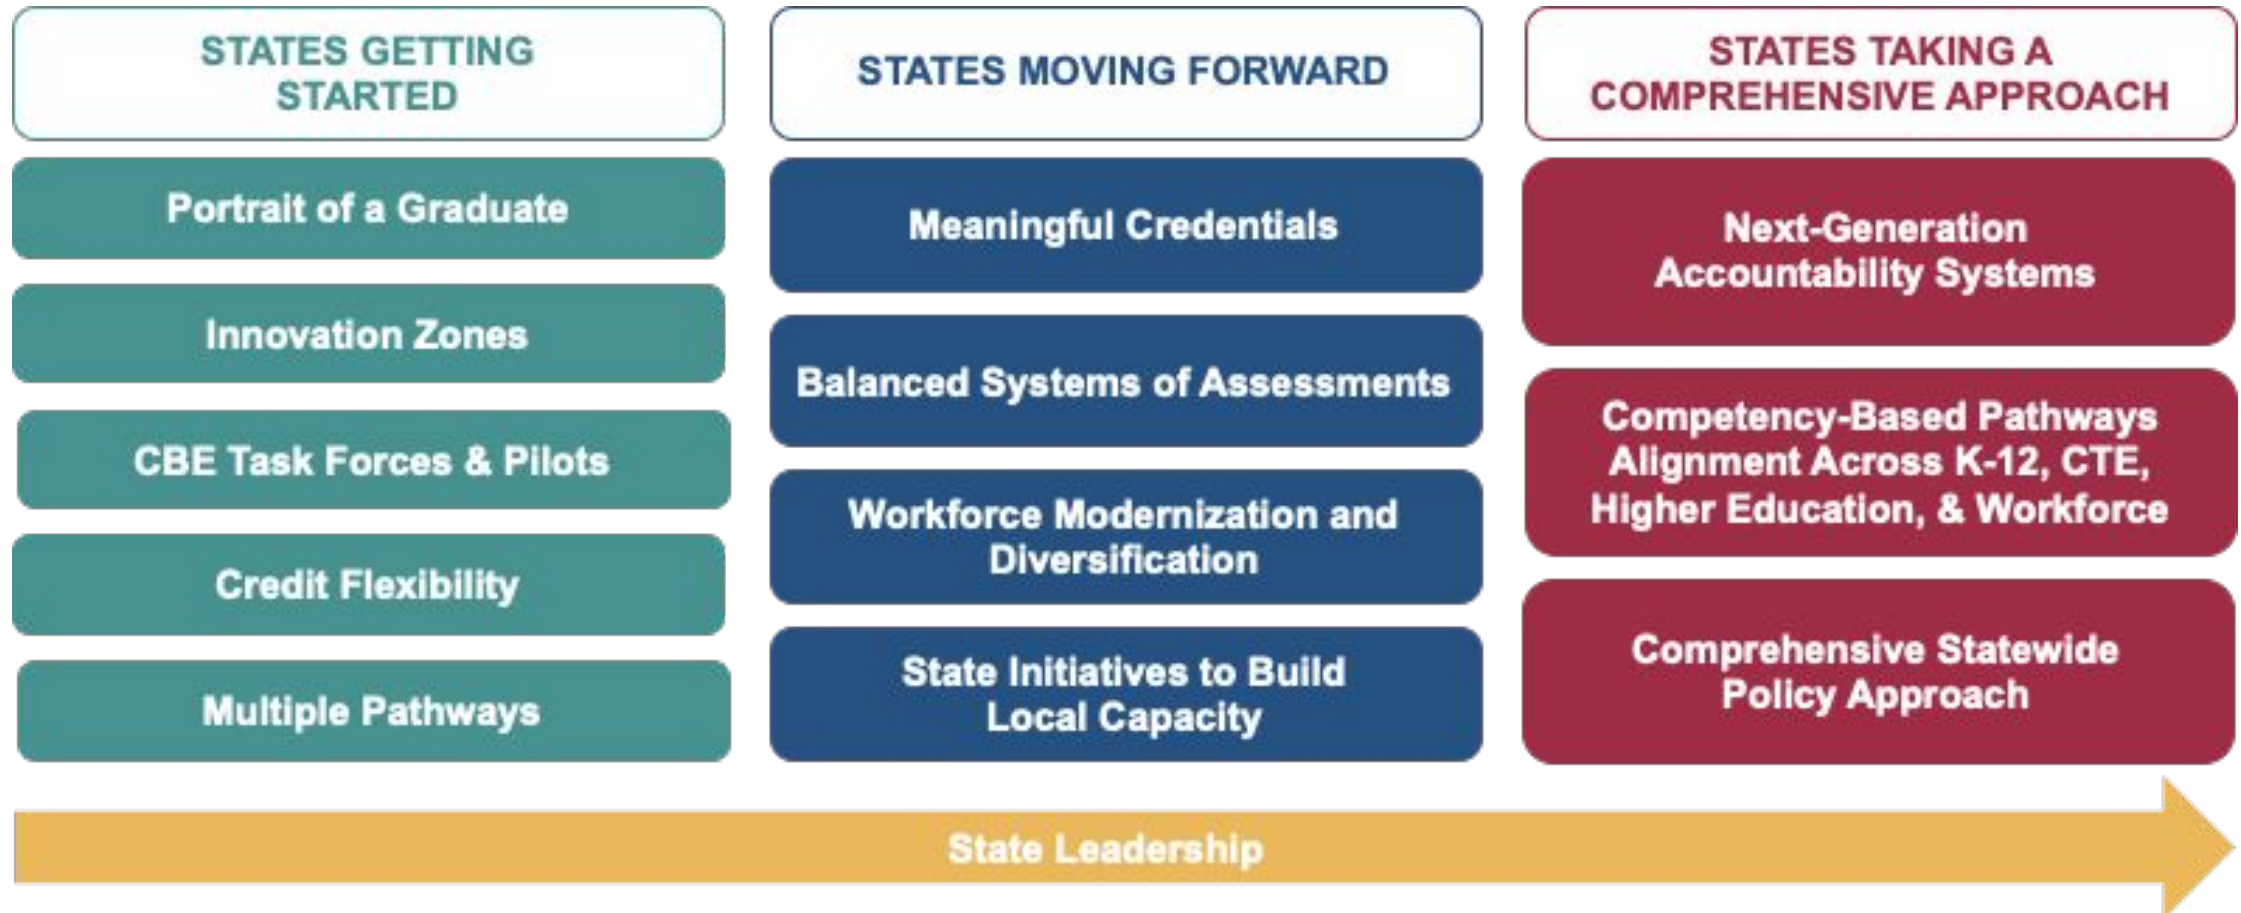 STATES GETTING
STARTED
Portrait of a Graduate
Innovation Zones
CBE Task Forces & Pilots
Credit Flexibility
Multiple Pathways
STATES MOVING FORWARD
Meaningful Credentials
Balanced Systems of Assessments
Workforce Modernization and
Diversification
State Initiatives to Build
Local Capacity
STATES TAKING A
COMPREHENSIVE APPROACH
Next-Generation
Accountability Systems
Competency-Based Pathways
Alignment Across K-12, CTE,
Higher Education, & Workforce
Comprehensive Statewide
Policy Approach
State Leadership